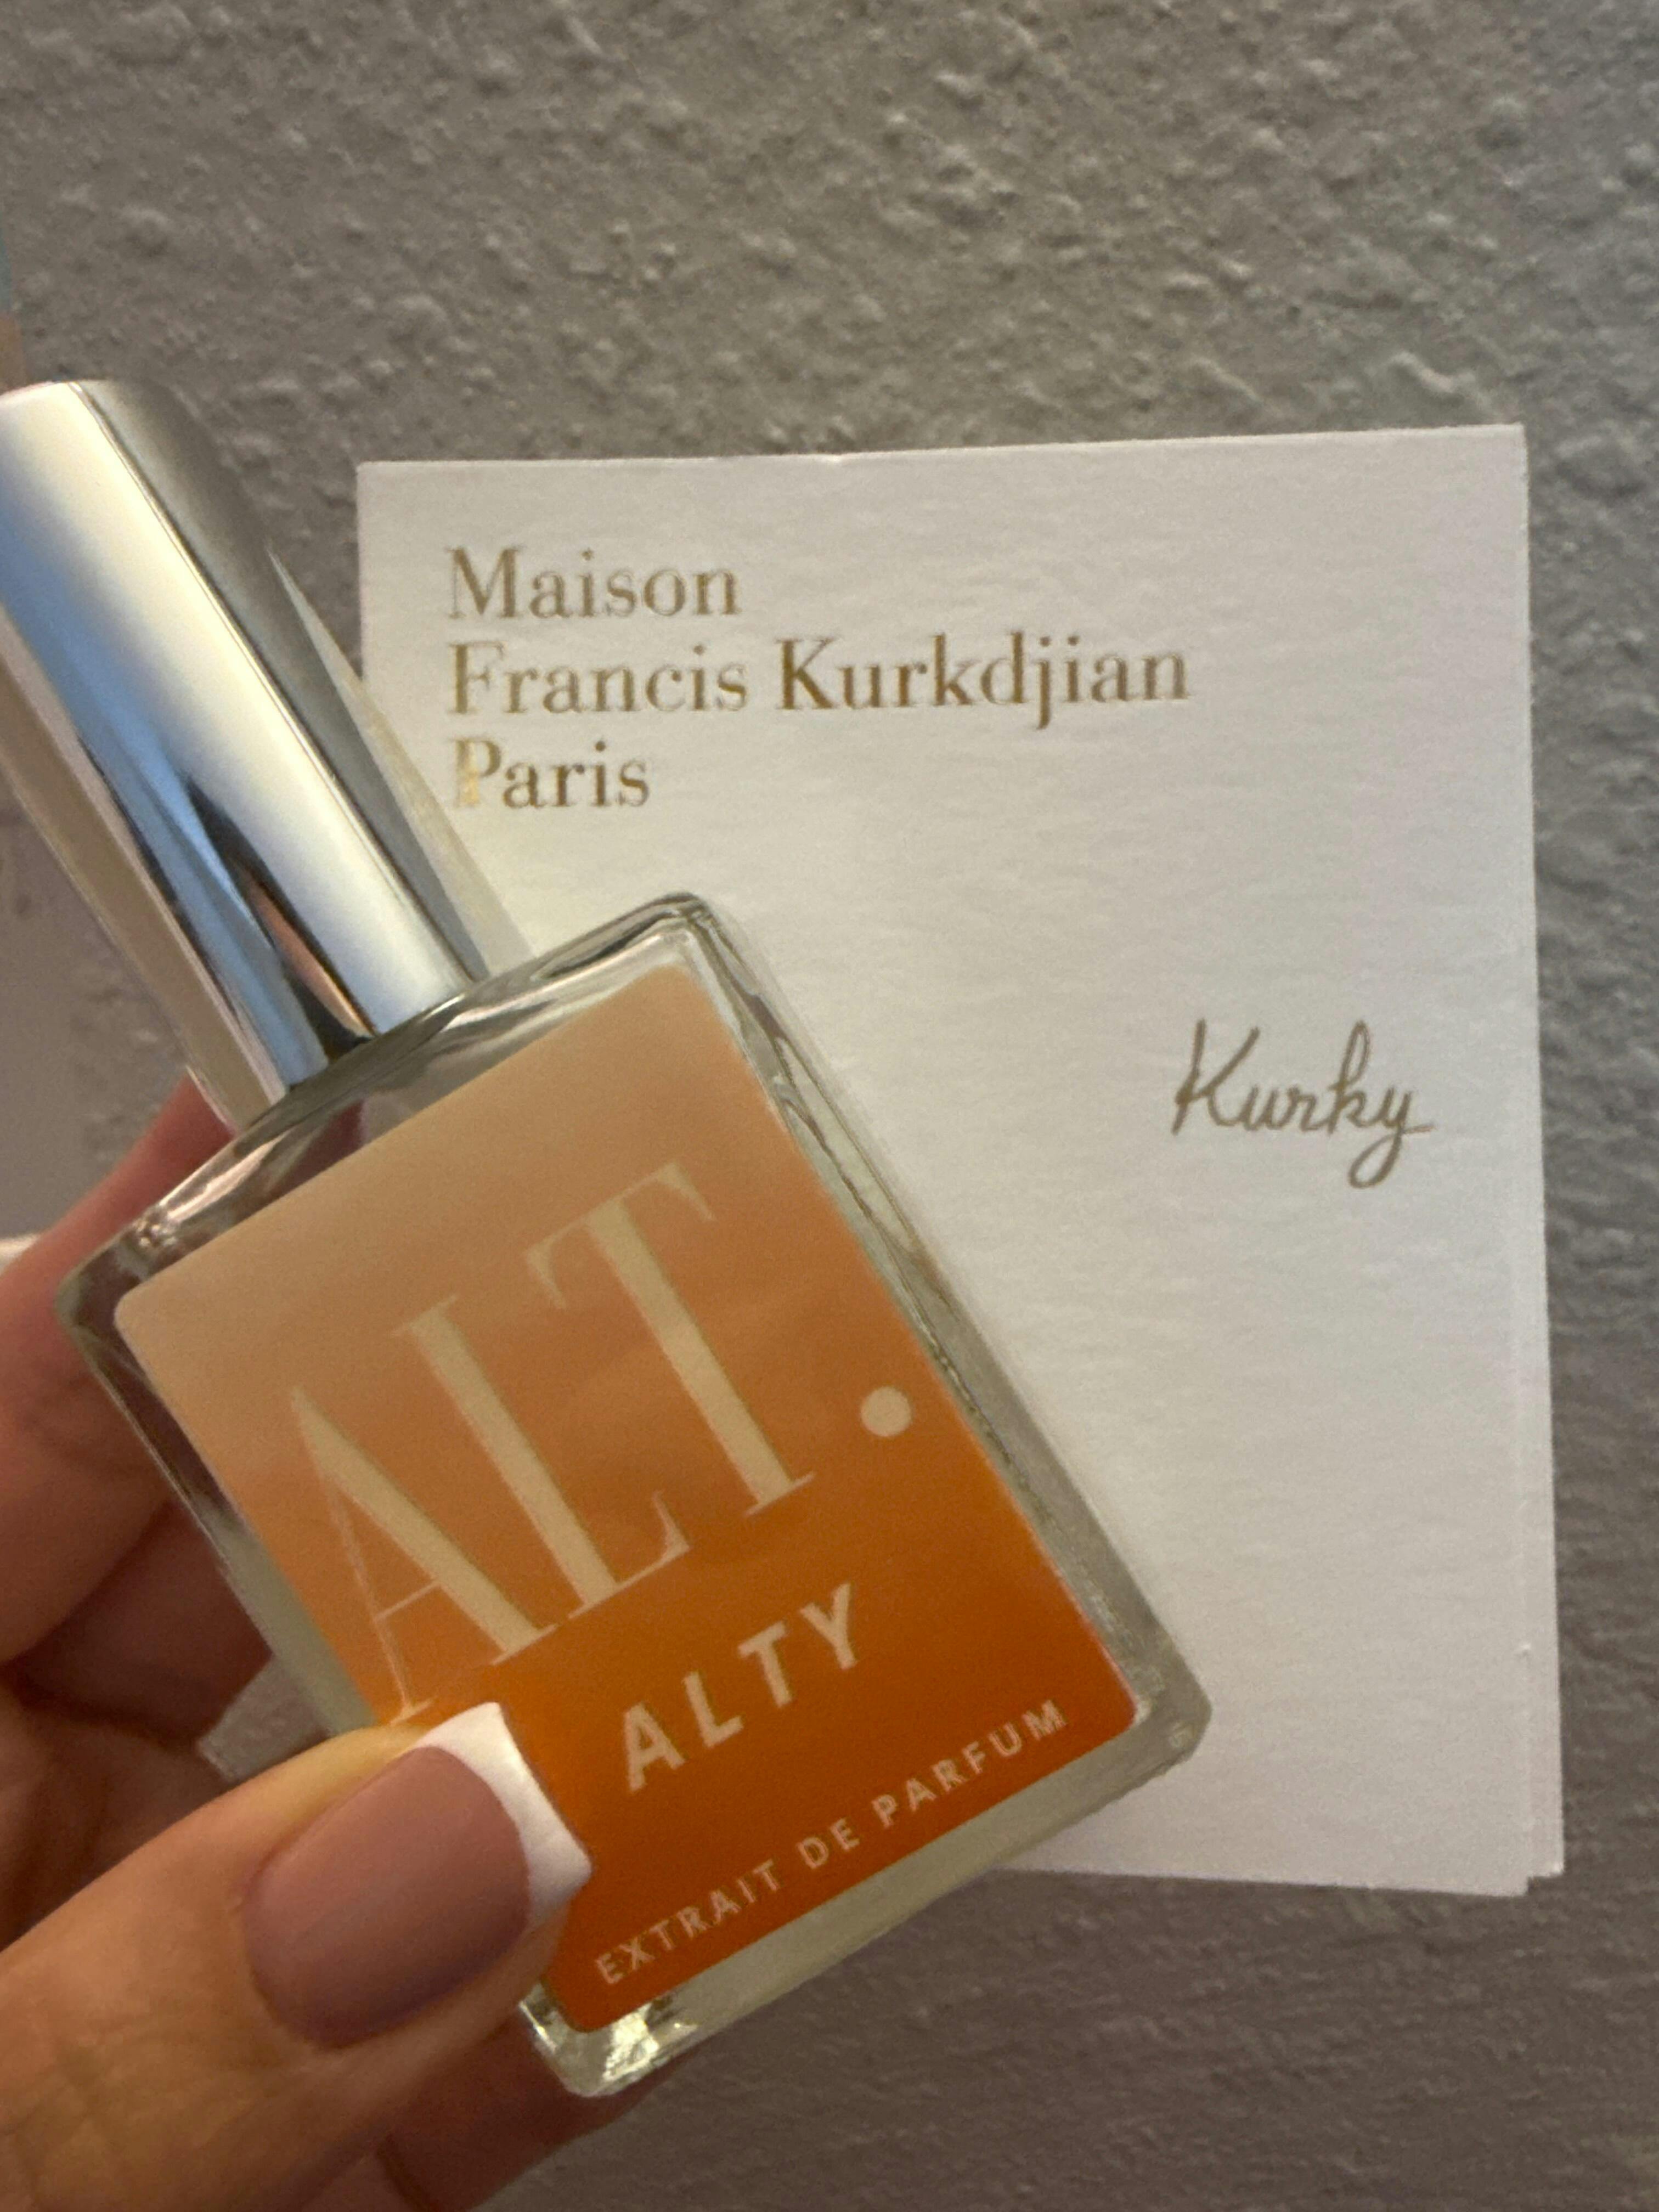 Maison
Francis Kurkdjian
Paris
Kurky
ALT.
ALTY
EXTRAIT DE PARFUM